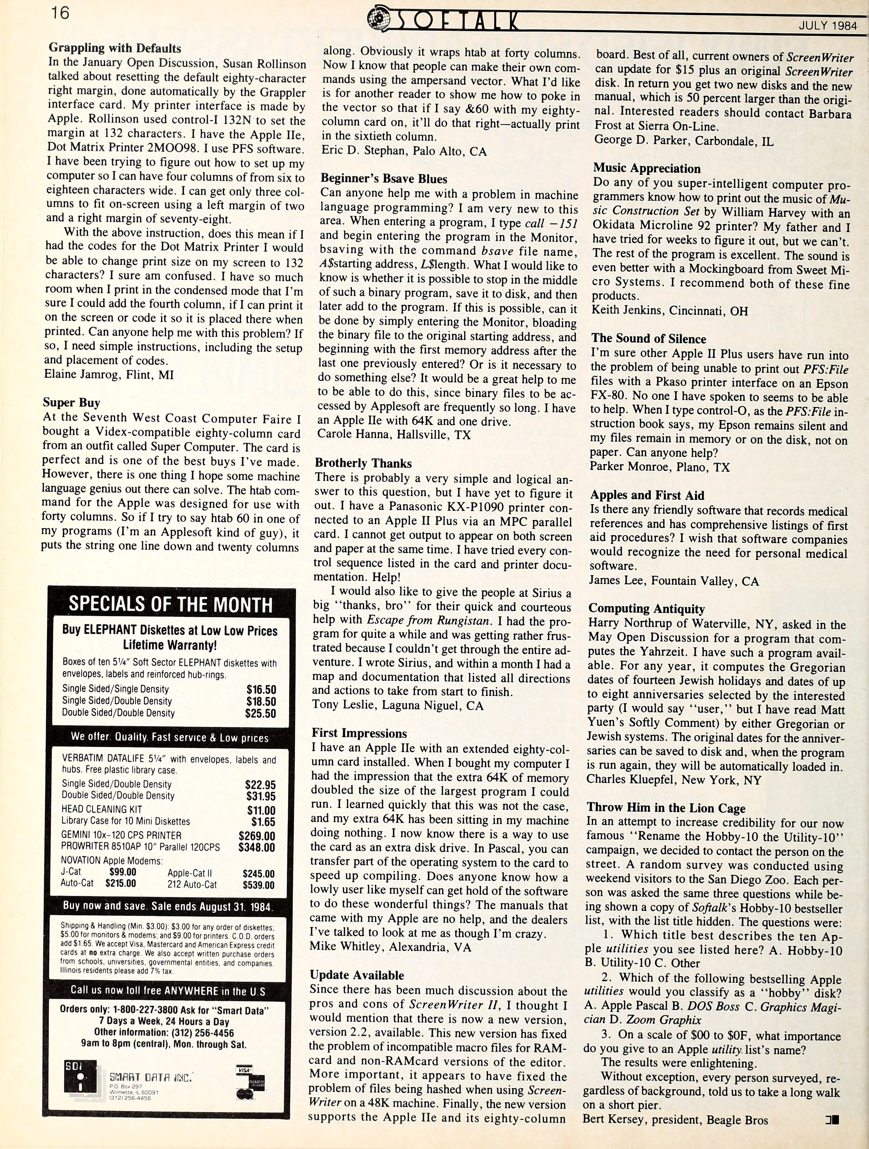 16
SOFTALK
JULY 1984
Grappling with Defaults
In the January Open Discussion, Susan Rollinson
talked about resetting the default eighty-character
right margin, done automatically by the Grappler
interface card. My printer interface is made by
Apple. Rollinson used control-I 132N to set the
margin at 132 characters. I have the Apple IIe,
Dot Matrix Printer 2MOO98. I use PFS software.
I have been trying to figure out how to set up my
computer so I can have four columns of from six to
eighteen characters wide. I can get only three col-
umns to fit on-screen using a left margin of two
and a right margin of seventy-eight.
With the above instruction, does this mean if I
had the codes for the Dot Matrix Printer I would
be able to change print size on my screen to 132
characters? I sure am confused. I have so much
room when I print in the condensed mode that I'm
sure I could add the fourth column, if I can print it
on the screen or code it so it is placed there when
printed. Can anyone help me with this problem? If
so, I need simple instructions, including the setup
and placement of codes.
Elaine Jamrog, Flint, MI
Super Buy
At the Seventh West Coast Computer Faire I
bought a Videx-compatible eighty-column card
from an outfit called Super Computer. The card is
perfect and is one of the best buys I've made.
However, there is one thing I hope some machine
language genius out there can solve. The htab com-
mand for the Apple was designed for use with
forty columns. So if I try to say htab 60 in one of
my programs (I'm an Applesoft kind of guy), it
puts the string one line down and twenty columns
SPECIALS OF THE MONTH
Buy ELEPHANT Diskettes at Low Low Prices
Lifetime Warranty!
Boxes of ten 5¼" Soft Sector ELEPHANT diskettes with
envelopes, labels and reinforced hub-rings.
Single Sided/Single Density $16.50
Single Sided/Double Density $18.50
Double Sided/Double Density $25.50
We offer: Quality, Fast service & Low prices
VERBATIM DATALIFE 5¼" with envelopes, labels and
hubs. Free plastic library case.
Single Sided/Double Density $22.95
Double Sided/Double Density $31.95
HEAD CLEANING KIT $11.00
Library Case for 10 Mini Diskettes $1.65
GEMINI 10x-120 CPS PRINTER $269.00
PROWRITER 8510AP 10" Parallel 120CPS $348.00
NOVATION Apple Modems:
J-Cat $99.00 Apple-Cat II $245.00
Auto-Cat $215.00 212 Auto-Cat $539.00
Buy now and save. Sale ends August 31, 1984.
Shipping & Handling (Min. $3.00): $3.00 for any order of diskettes;
$5.00 for monitors & modems; and $9.00 for printers. C.O.D. orders
add $1.65. We accept Visa, Mastercard and American Express credit
cards at no extra charge. We also accept written purchase orders
from schools, universities, governmental entities, and companies.
Illinois residents please add 7% tax.
Call us now toll free ANYWHERE in the U.S
Orders only: 1-800-227-3800 Ask for "Smart Data"
7 Days a Week, 24 Hours a Day
Other information: (312) 256-4456
9am to 8pm (central), Mon. through Sat.
SDI
SMART DATA INC.
P.O. Box 297
Wilmette, IL 60091
(312) 256-4456
VISA
along. Obviously it wraps htab at forty columns.
Now I know that people can make their own com-
mands using the ampersand vector. What I'd like
is for another reader to show me how to poke in
the vector so that if I say &60 with my eighty-
column card on, it'll do that right—actually print
in the sixtieth column.
Eric D. Stephan, Palo Alto, CA
Beginner's Bsave Blues
Can anyone help me with a problem in machine
language programming? I am very new to this
area. When entering a program, I type call −151
and begin entering the program in the Monitor,
bsaving with the command bsave file name,
A$starting address, L$length. What I would like to
know is whether it is possible to stop in the middle
of such a binary program, save it to disk, and then
later add to the program. If this is possible, can it
be done by simply entering the Monitor, bloading
the binary file to the original starting address, and
beginning with the first memory address after the
last one previously entered? Or is it necessary to
do something else? It would be a great help to me
to be able to do this, since binary files to be ac-
cessed by Applesoft are frequently so long. I have
an Apple IIe with 64K and one drive.
Carole Hanna, Hallsville, TX
Brotherly Thanks
There is probably a very simple and logical an-
swer to this question, but I have yet to figure it
out. I have a Panasonic KX-P1090 printer con-
nected to an Apple II Plus via an MPC parallel
card. I cannot get output to appear on both screen
and paper at the same time. I have tried every con-
trol sequence listed in the card and printer docu-
mentation. Help!
I would also like to give the people at Sirius a
big "thanks, bro" for their quick and courteous
help with Escape from Rungistan. I had the pro-
gram for quite a while and was getting rather frus-
trated because I couldn't get through the entire ad-
venture. I wrote Sirius, and within a month I had a
map and documentation that listed all directions
and actions to take from start to finish.
Tony Leslie, Laguna Niguel, CA
First Impressions
I have an Apple IIe with an extended eighty-col-
umn card installed. When I bought my computer I
had the impression that the extra 64K of memory
doubled the size of the largest program I could
run. I learned quickly that this was not the case,
and my extra 64K has been sitting in my machine
doing nothing. I now know there is a way to use
the card as an extra disk drive. In Pascal, you can
transfer part of the operating system to the card to
speed up compiling. Does anyone know how a
lowly user like myself can get hold of the software
to do these wonderful things? The manuals that
came with my Apple are no help, and the dealers
I've talked to look at me as though I'm crazy.
Mike Whitley, Alexandria, VA
Update Available
Since there has been much discussion about the
pros and cons of ScreenWriter II, I thought I
would mention that there is now a new version,
version 2.2, available. This new version has fixed
the problem of incompatible macro files for RAM-
card and non-RAMcard versions of the editor.
More important, it appears to have fixed the
problem of files being hashed when using Screen-
Writer on a 48K machine. Finally, the new version
supports the Apple IIe and its eighty-column
board. Best of all, current owners of ScreenWriter
can update for $15 plus an original ScreenWriter
disk. In return you get two new disks and the new
manual, which is 50 percent larger than the origi-
nal. Interested readers should contact Barbara
Frost at Sierra On-Line.
George D. Parker, Carbondale, IL
Music Appreciation
Do any of you super-intelligent computer pro-
grammers know how to print out the music of Mu-
sic Construction Set by William Harvey with an
Okidata Microline 92 printer? My father and I
have tried for weeks to figure it out, but we can't.
The rest of the program is excellent. The sound is
even better with a Mockingboard from Sweet Mi-
cro Systems. I recommend both of these fine
products.
Keith Jenkins, Cincinnati, OH
The Sound of Silence
I'm sure other Apple II Plus users have run into
the problem of being unable to print out PFS:File
files with a Pkaso printer interface on an Epson
FX-80. No one I have spoken to seems to be able
to help. When I type control-O, as the PFS:File in-
struction book says, my Epson remains silent and
my files remain in memory or on the disk, not on
paper. Can anyone help?
Parker Monroe, Plano, TX
Apples and First Aid
Is there any friendly software that records medical
references and has comprehensive listings of first
aid procedures? I wish that software companies
would recognize the need for personal medical
software.
James Lee, Fountain Valley, CA
Computing Antiquity
Harry Northrup of Waterville, NY, asked in the
May Open Discussion for a program that com-
putes the Yahrzeit. I have such a program avail-
able. For any year, it computes the Gregorian
dates of fourteen Jewish holidays and dates of up
to eight anniversaries selected by the interested
party (I would say "user," but I have read Matt
Yuen's Softly Comment) by either Gregorian or
Jewish systems. The original dates for the anniver-
saries can be saved to disk and, when the program
is run again, they will be automatically loaded in.
Charles Kluepfel, New York, NY
Throw Him in the Lion Cage
In an attempt to increase credibility for our now
famous "Rename the Hobby-10 the Utility-10"
campaign, we decided to contact the person on the
street. A random survey was conducted using
weekend visitors to the San Diego Zoo. Each per-
son was asked the same three questions while be-
ing shown a copy of Softalk's Hobby-10 bestseller
list, with the list title hidden. The questions were:
1. Which title best describes the ten Ap-
ple utilities you see listed here? A. Hobby-10
B. Utility-10 C. Other
2. Which of the following bestselling Apple
utilities would you classify as a "hobby" disk?
A. Apple Pascal B. DOS Boss C. Graphics Magi-
cian D. Zoom Graphix
3. On a scale of $00 to $0F, what importance
do you give to an Apple utility list's name?
The results were enlightening.
Without exception, every person surveyed, re-
gardless of background, told us to take a long walk
on a short pier.
Bert Kersey, president, Beagle Bros